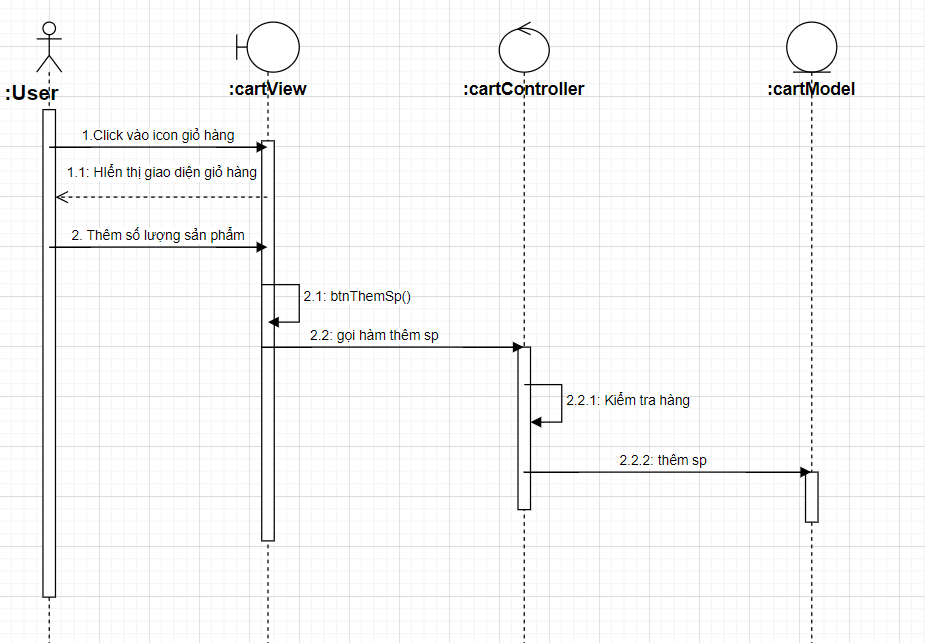 :User
:cartView
:cartController
:cartModel
1.Click vào icon giỏ hàng
1.1: HIển thị giao diện giỏ hàng
2. Thêm số lượng sản phẩm
2.1: btnThemSp()
2.2: gọi hàm thêm sp
2.2.1: Kiểm tra hàng
2.2.2: thêm sp